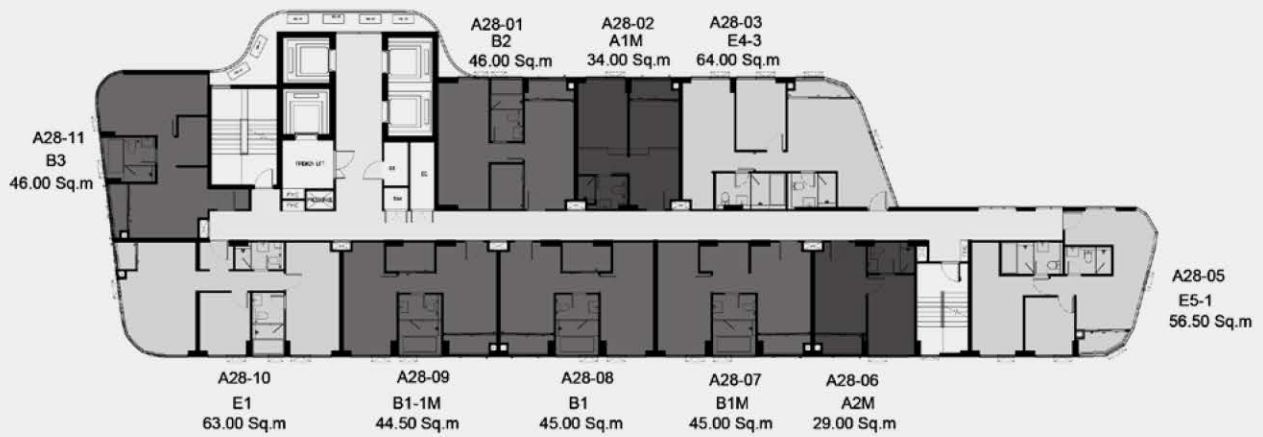 A28-01
B2
46.00 Sq.m
A28-02
A1M
34.00 Sq.m
A28-03
E4-3
64.00 Sq.m
A28-11
B3
46.00 Sq.m
FIREMEN LIFT
A28-05
E5-1
56.50 Sq.m
A28-10
E1
63.00 Sq.m
A28-09
B1-1M
44.50 Sq.m
A28-08
B1
45.00 Sq.m
A28-07
B1M
45.00 Sq.m
A28-06
A2M
29.00 Sq.m